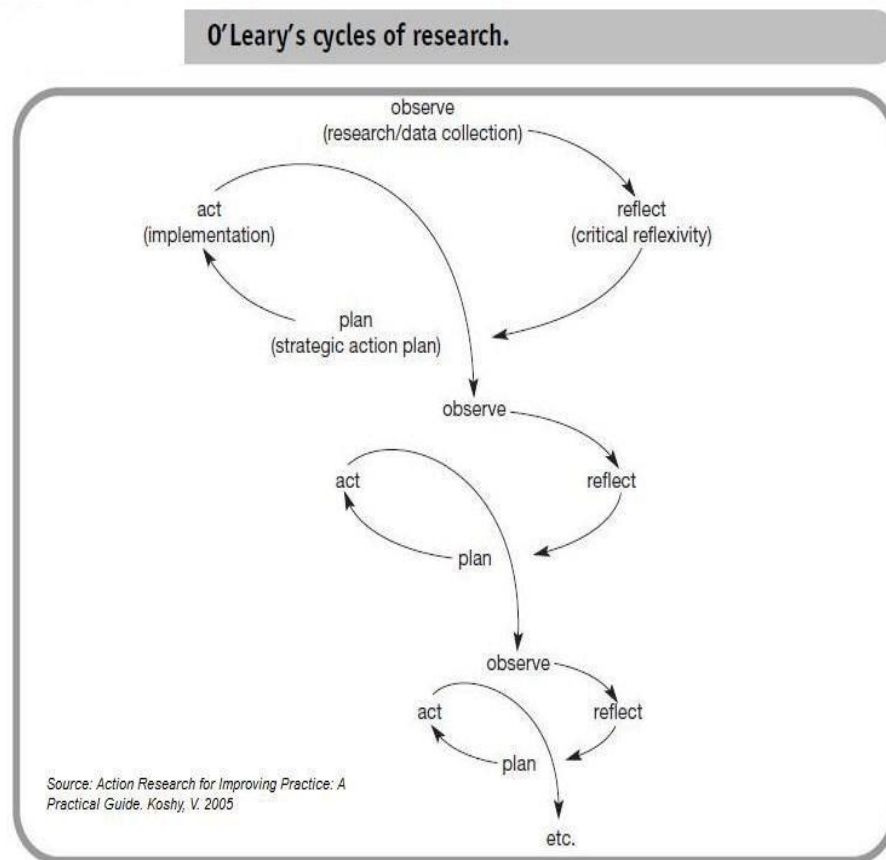 O'Leary's cycles of research.
observe
(research/data collection)
act
(implementation)
reflect
(critical reflexivity)
plan
(strategic action plan)
observe
act
reflect
plan
observe
act
reflect
plan
Source: Action Research for Improving Practice: A
Practical Guide. Koshy, V. 2005
etc.